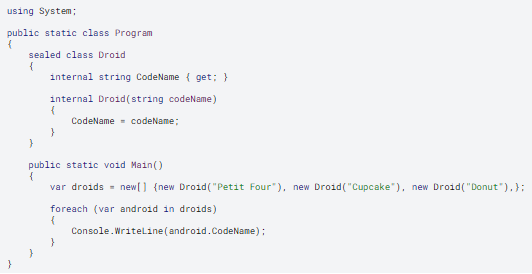 using System;
public static class Program
{
    sealed class Droid
    {
        internal string CodeName { get; }
        internal Droid(string codeName)
        {
            CodeName = codeName;
        }
    }
    public static void Main()
    {
        var droids = new[] {new Droid("Petit Four"), new Droid("Cupcake"), new Droid("Donut"),};
        foreach (var android in droids)
        {
            Console.WriteLine(android.CodeName);
        }
    }
}